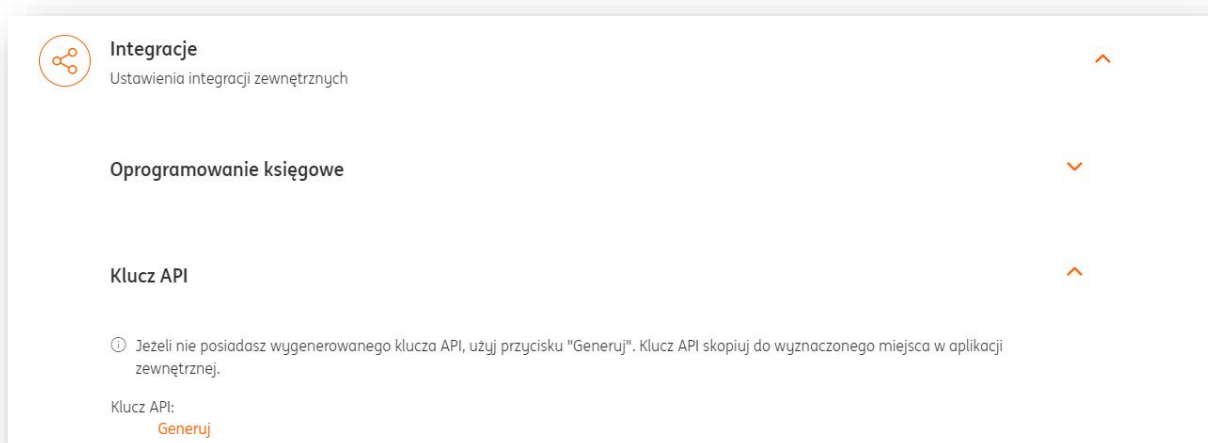 Integracje
Ustawienia integracji zewnętrznych
Oprogramowanie księgowe
Klucz API
Jeżeli nie posiadasz wygenerowanego klucza API, użyj przycisku "Generuj". Klucz API skopiuj do wyznaczonego miejsca w aplikacji
zewnętrznej.
Klucz API:
Generuj